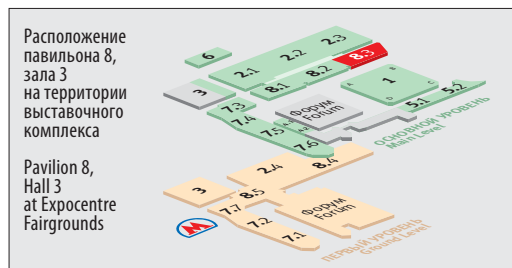 Расположение
павильона 8,
зала 3
на территории
выставочного
комплекса
Pavilion 8,
Hall 3
at Expocentre
Fairgrounds
6
2.1
2.2
2.3
3
8.1
8.2
8.3
A
B
C
D
1
7.3
7.4
7.5
7.6
Форум
Forum
5.1
5.2
ОСНОВНОЙ УРОВЕНЬ
Main Level
3
2.4
8.4
8.5
7.7
7.2
7.1
Форум
Forum
ПЕРВЫЙ УРОВЕНЬ
Ground Level
М